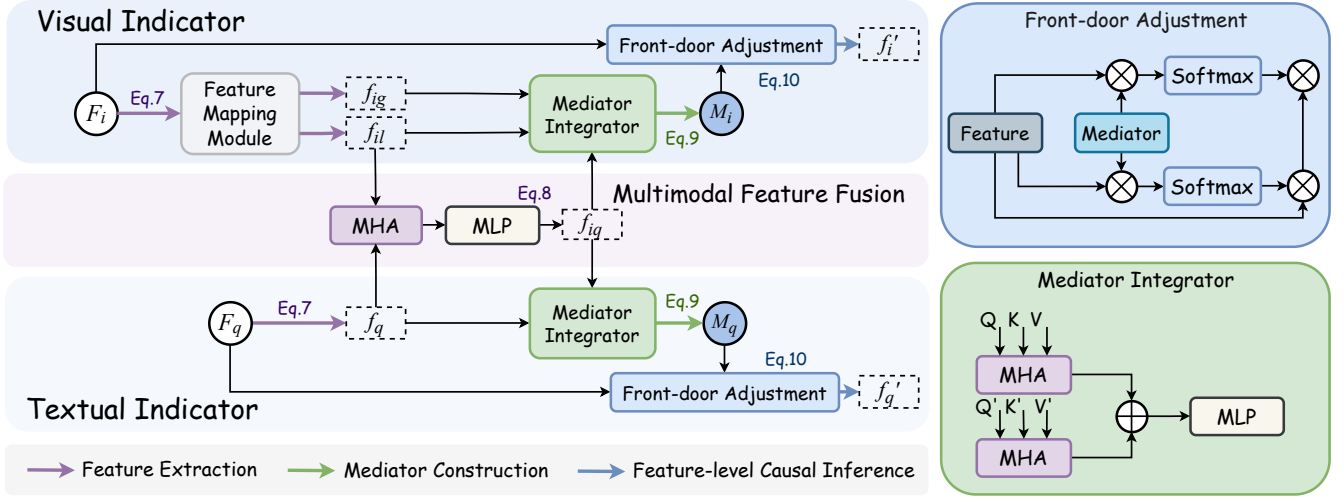 Visual Indicator
Front-door Adjustment
f_i'
Eq.10
F_i
Eq.7
Feature
Mapping
Module
f_ig
f_il
Mediator
Integrator
Eq.9
M_i
Eq.8
Multimodal Feature Fusion
MHA
MLP
f_iq
F_q
Eq.7
f_q
Mediator
Integrator
Eq.9
M_q
Eq.10
Front-door Adjustment
f_q'
Textual Indicator
Feature Extraction
Mediator Construction
Feature-level Causal Inference
Front-door Adjustment
Softmax
Feature
Mediator
Softmax
Mediator Integrator
Q K V
MHA
Q' K' V'
MHA
MLP